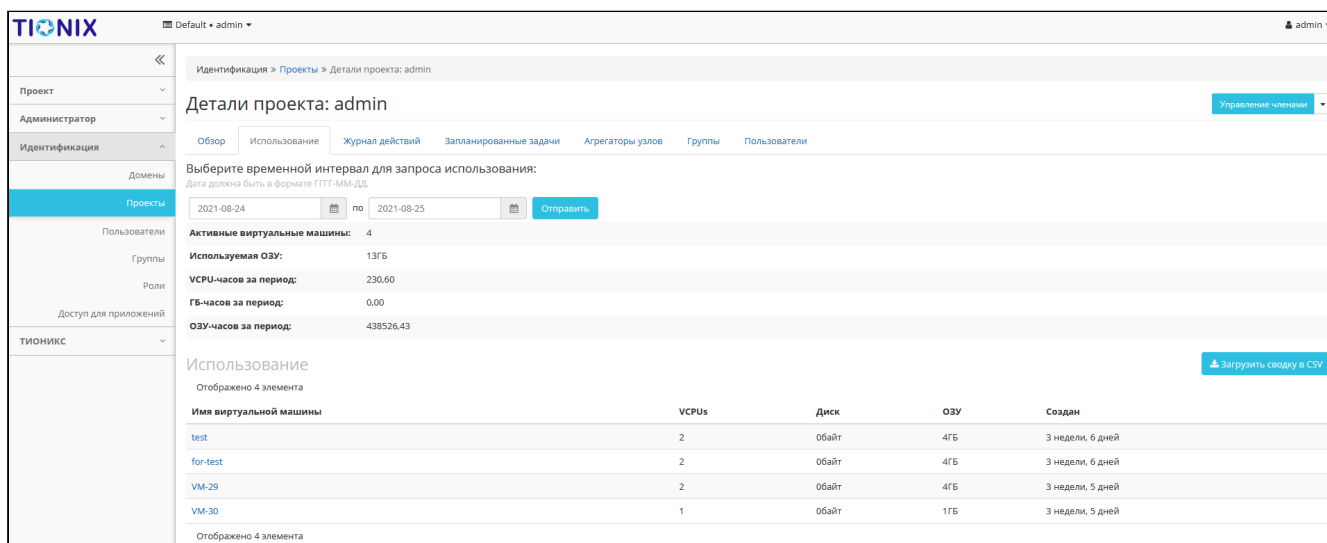 TIONIX
Default • admin
admin
Идентификация » Проекты » Детали проекта: admin
Проект
Администратор
Идентификация
Домены
Проекты
Пользователи
Группы
Роли
Доступ для приложений
ТИОНИКС
Детали проекта: admin
Управление членами
Обзор Использование Журнал действий Запланированные задачи Агрегаторы узлов Группы Пользователи
Выберите временной интервал для запроса использования:
Дата должна быть в формате ГГГГ-ММ-ДД.
2021-08-24 по 2021-08-25 Отправить
Активные виртуальные машины: 4
Используемая ОЗУ: 13ГБ
VCPU-часов за период: 230,60
ГБ-часов за период: 0,00
ОЗУ-часов за период: 438526,43
Использование
Загрузить сводку в CSV
Отображено 4 элемента
Имя виртуальной машины VCPUs Диск ОЗУ Создан
test 2 0байт 4ГБ 3 недели, 6 дней
for-test 2 0байт 4ГБ 3 недели, 6 дней
VM-29 2 0байт 4ГБ 3 недели, 5 дней
VM-30 1 0байт 1ГБ 3 недели, 5 дней
Отображено 4 элемента